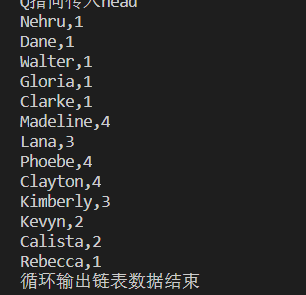 Q指向传入head
Nehru,1
Dane,1
Walter,1
Gloria,1
Clarke,1
Madeline,4
Lana,3
Phoebe,4
Clayton,4
Kimberly,3
Kevyn,2
Calista,2
Rebecca,1
循环输出链表数据结束